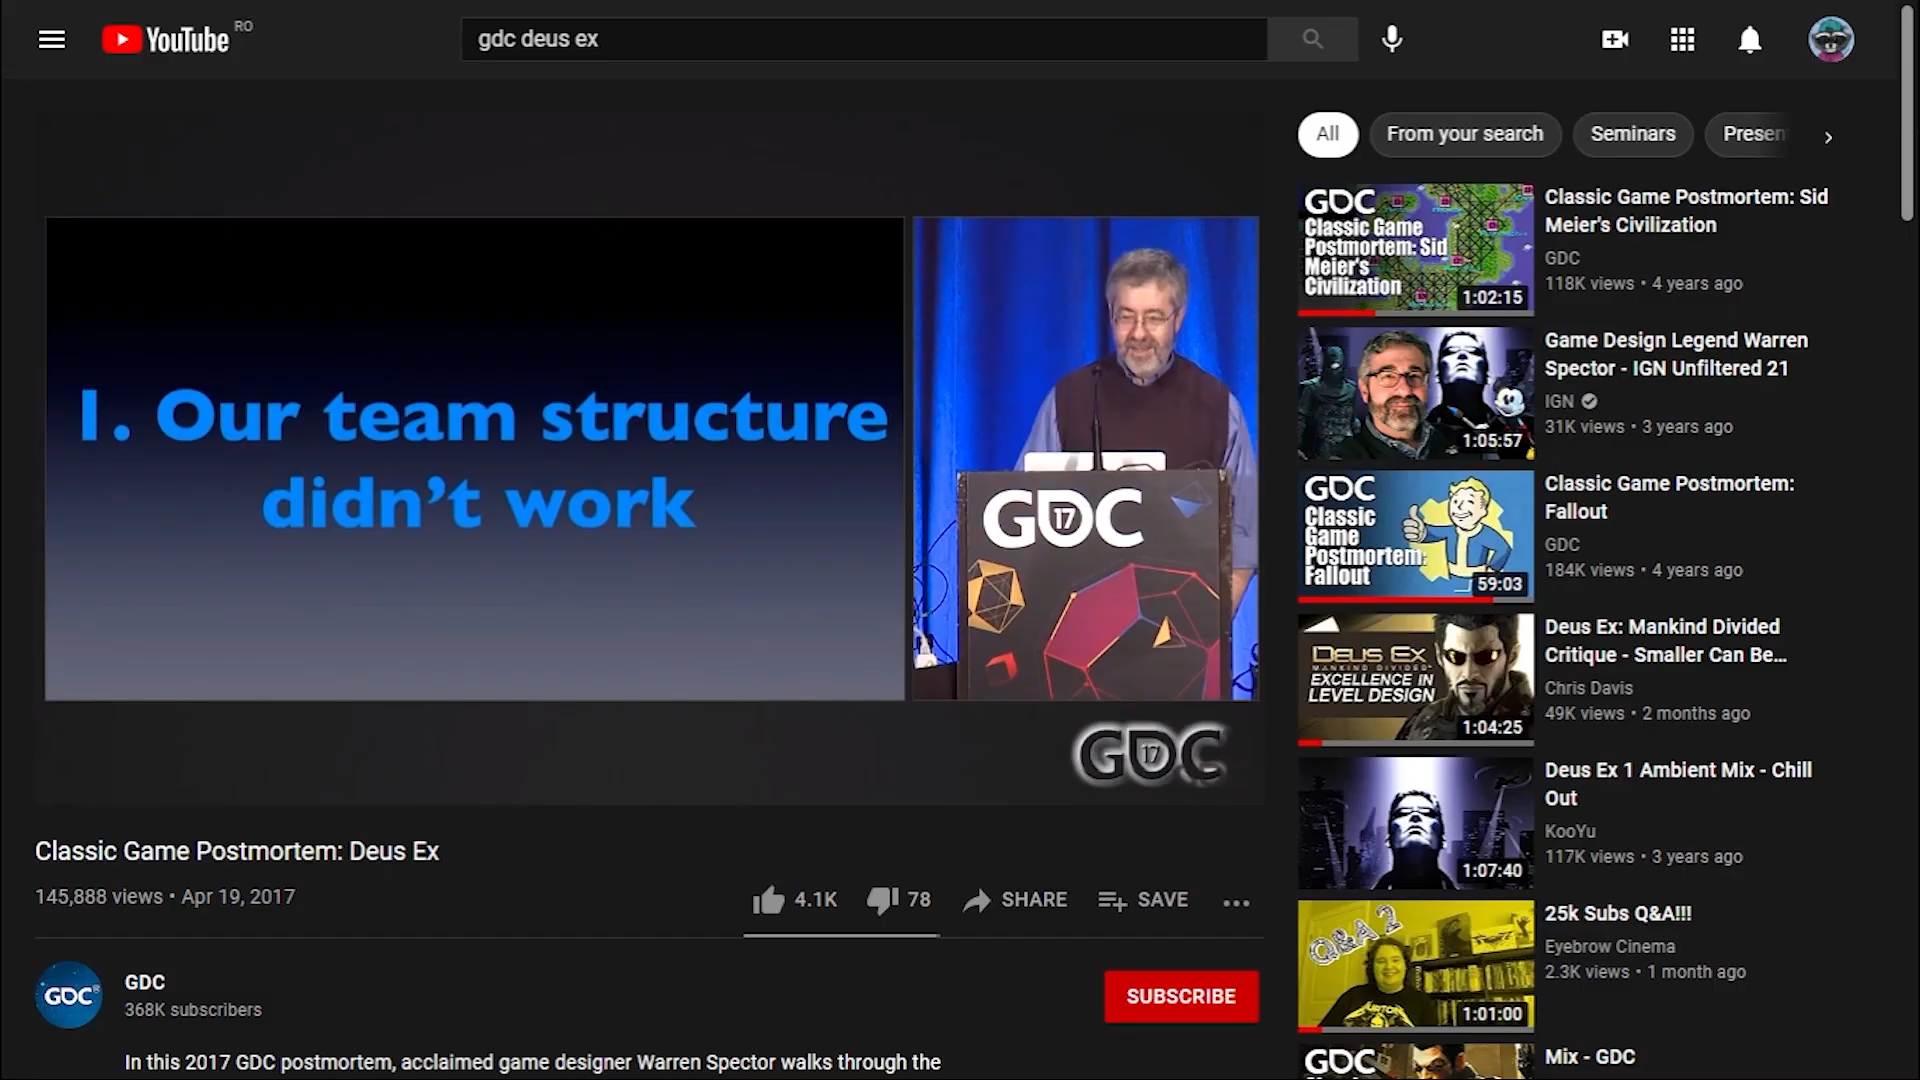 YouTube RO
gdc deus ex
All
From your search
Seminars
Presen
1. Our team structure
didn't work
GDC 17
GDC 17
Classic Game Postmortem: Deus Ex
145,888 views • Apr 19, 2017
4.1K
78
SHARE
SAVE
GDC
GDC
368K subscribers
SUBSCRIBE
In this 2017 GDC postmortem, acclaimed game designer Warren Spector walks through the
GDC
Classic Game
Postmortem: Sid
Meier's
Civilization
1:02:15
Classic Game Postmortem: Sid
Meier's Civilization
GDC
118K views • 4 years ago
1:05:57
Game Design Legend Warren
Spector - IGN Unfiltered 21
IGN
31K views • 3 years ago
GDC
Classic
Game
Postmortem:
Fallout
59:03
Classic Game Postmortem:
Fallout
GDC
184K views • 4 years ago
DEUS EX
MANKIND DIVIDED
EXCELLENCE IN
LEVEL DESIGN
1:04:25
Deus Ex: Mankind Divided
Critique - Smaller Can Be...
Chris Davis
49K views • 2 months ago
1:07:40
Deus Ex 1 Ambient Mix - Chill
Out
KooYu
117K views • 3 years ago
Q&A 2
1:01:00
25k Subs Q&A!!!
Eyebrow Cinema
2.3K views • 1 month ago
GDC
Mix - GDC